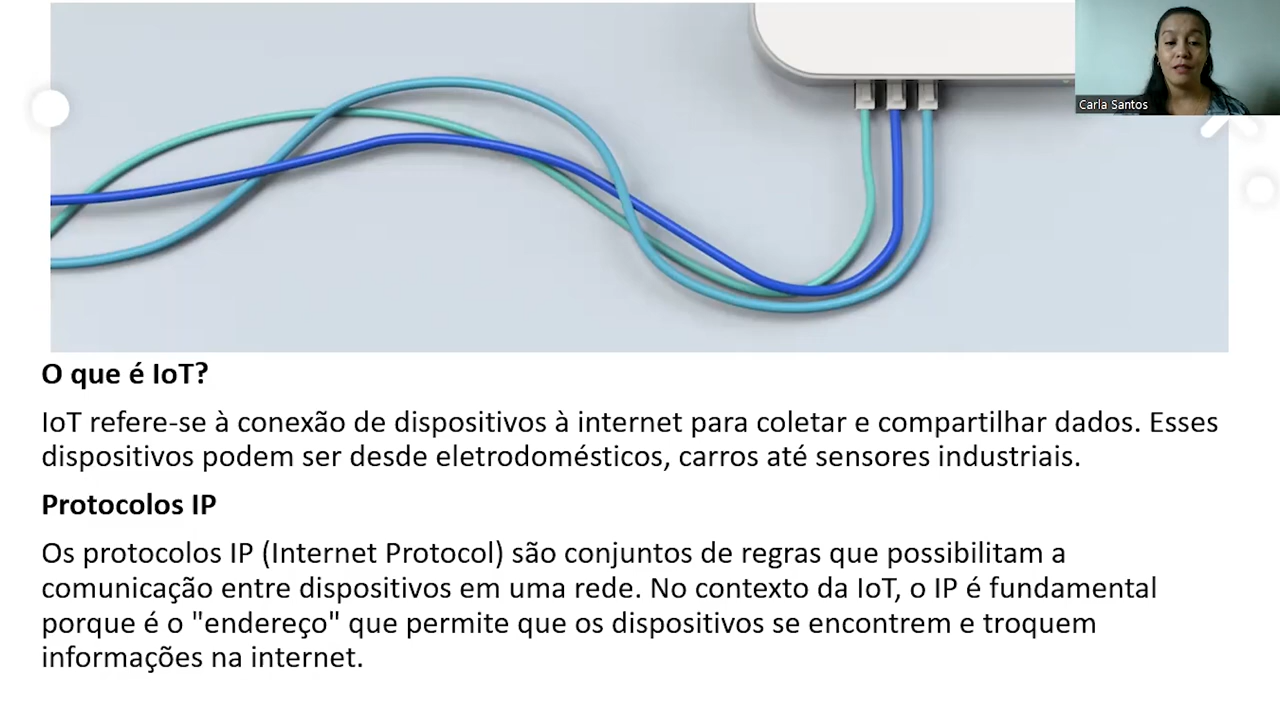 Carla Santos
O que é IoT?
IoT refere-se à conexão de dispositivos à internet para coletar e compartilhar dados. Esses
dispositivos podem ser desde eletrodomésticos, carros até sensores industriais.
Protocolos IP
Os protocolos IP (Internet Protocol) são conjuntos de regras que possibilitam a
comunicação entre dispositivos em uma rede. No contexto da IoT, o IP é fundamental
porque é o "endereço" que permite que os dispositivos se encontrem e troquem
informações na internet.